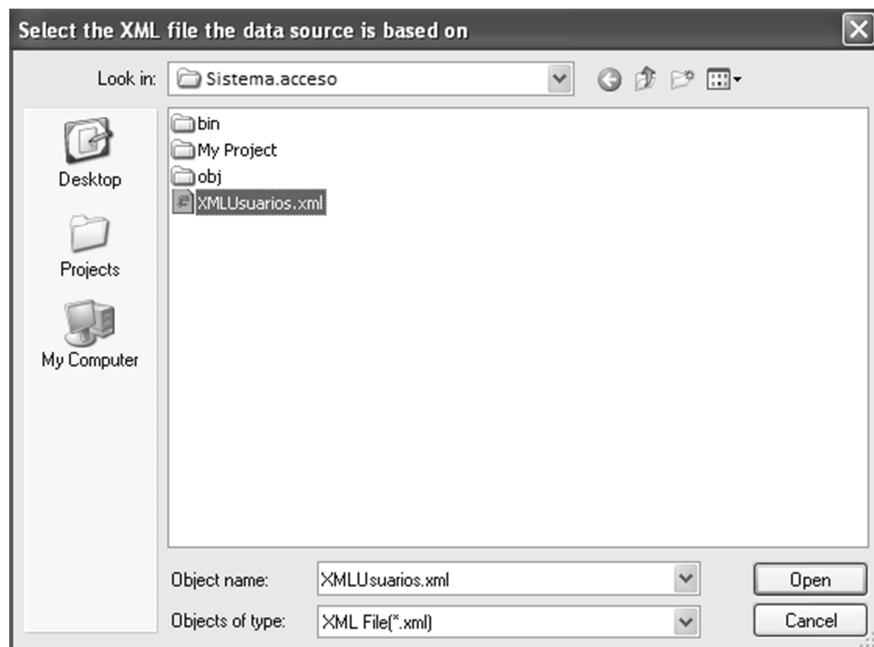 Select the XML file the data source is based on
Look in:
Sistema.acceso
Desktop
Projects
My Computer
bin
My Project
obj
XMLUsuarios.xml
Object name:
XMLUsuarios.xml
Open
Objects of type:
XML File(*.xml)
Cancel